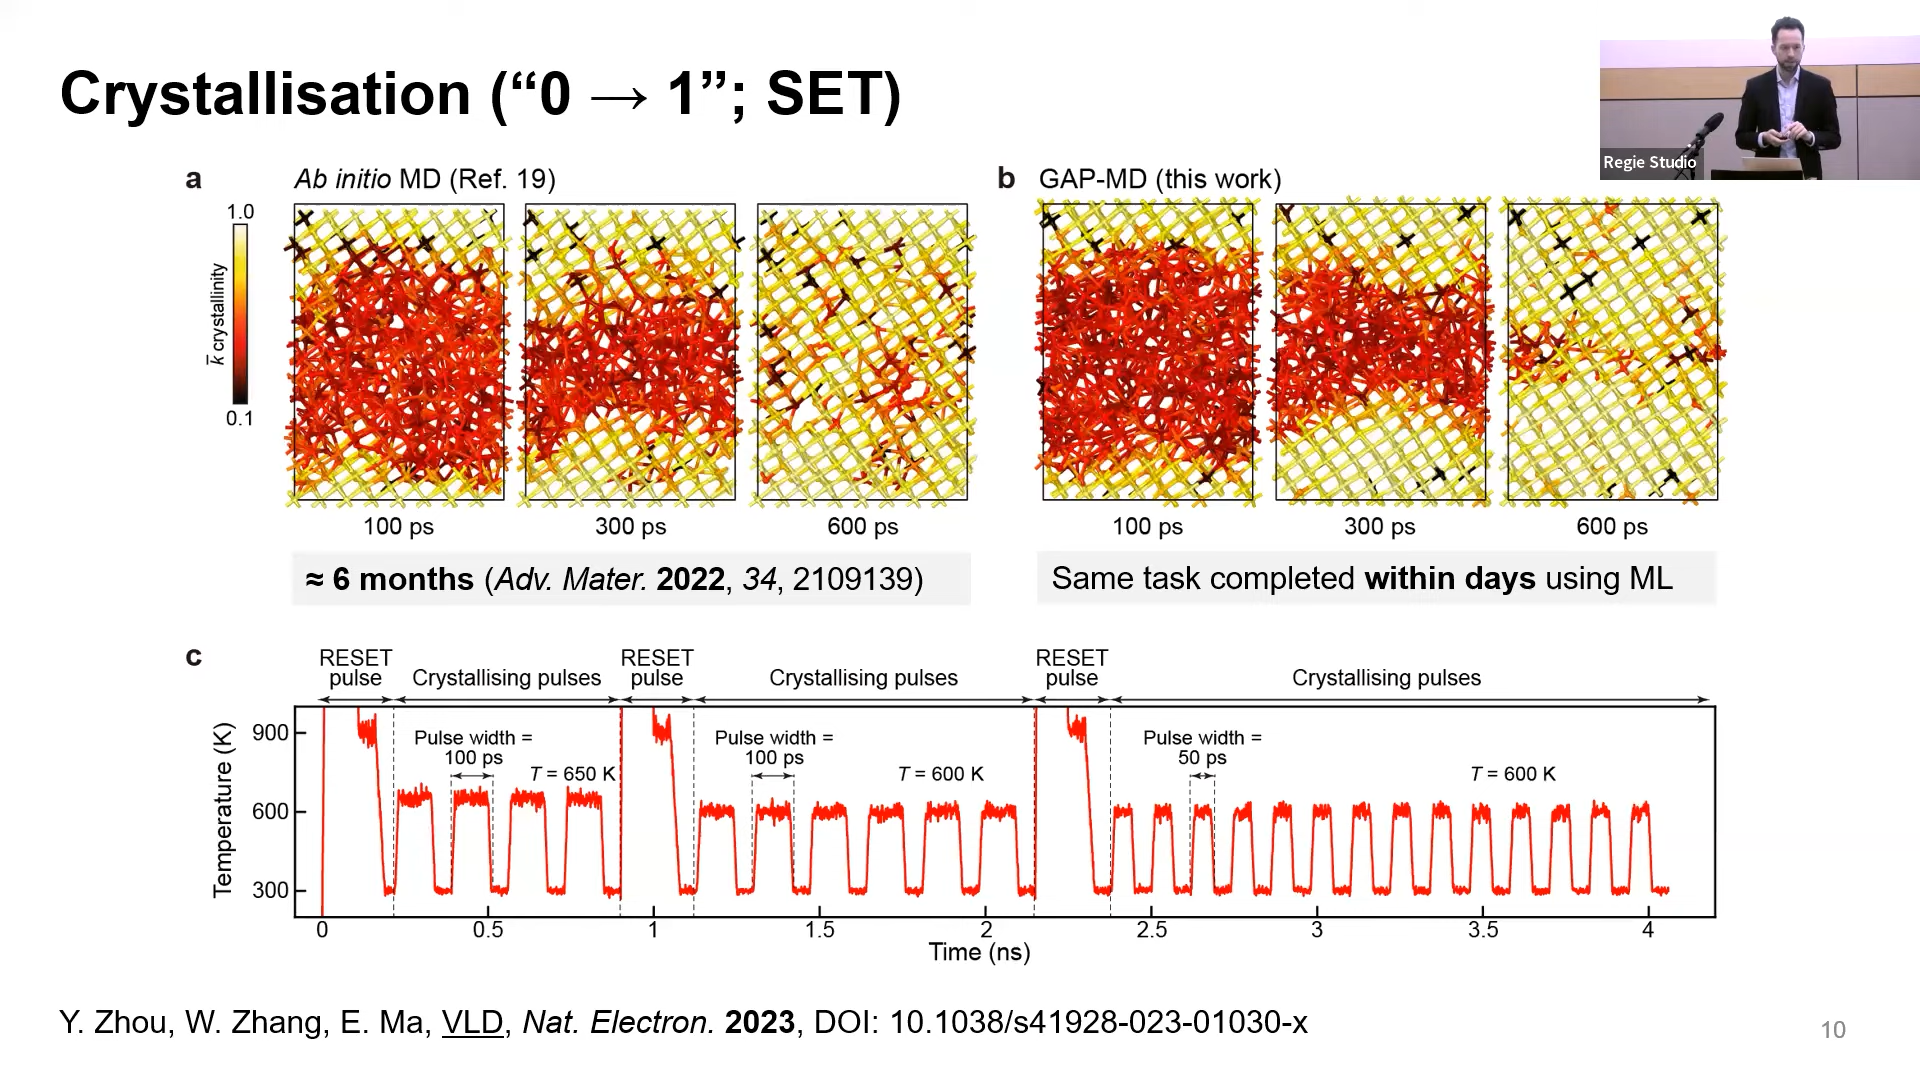 Crystallisation (“0 → 1”; SET)
Regie Studio
a
Ab initio MD (Ref. 19)
b
GAP-MD (this work)
1.0
k̅ crystallinity
0.1
100 ps
300 ps
600 ps
100 ps
300 ps
600 ps
≈ 6 months (Adv. Mater. 2022, 34, 2109139)
Same task completed within days using ML
c
RESET
pulse
Crystallising pulses
RESET
pulse
Crystallising pulses
RESET
pulse
Crystallising pulses
Temperature (K)
900
600
300
Pulse width =
100 ps
T = 650 K
Pulse width =
100 ps
T = 600 K
Pulse width =
50 ps
T = 600 K
0
0.5
1
1.5
2
2.5
3
3.5
4
Time (ns)
Y. Zhou, W. Zhang, E. Ma, VLD, Nat. Electron. 2023, DOI: 10.1038/s41928-023-01030-x
10